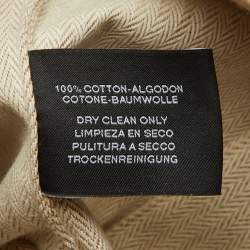 100% COTTON-ALGODON
COTONE-BAUMWOLLE
DRY CLEAN ONLY
LIMPIEZA EN SECO
PULITURA A SECCO
TROCKENREINIGUNG